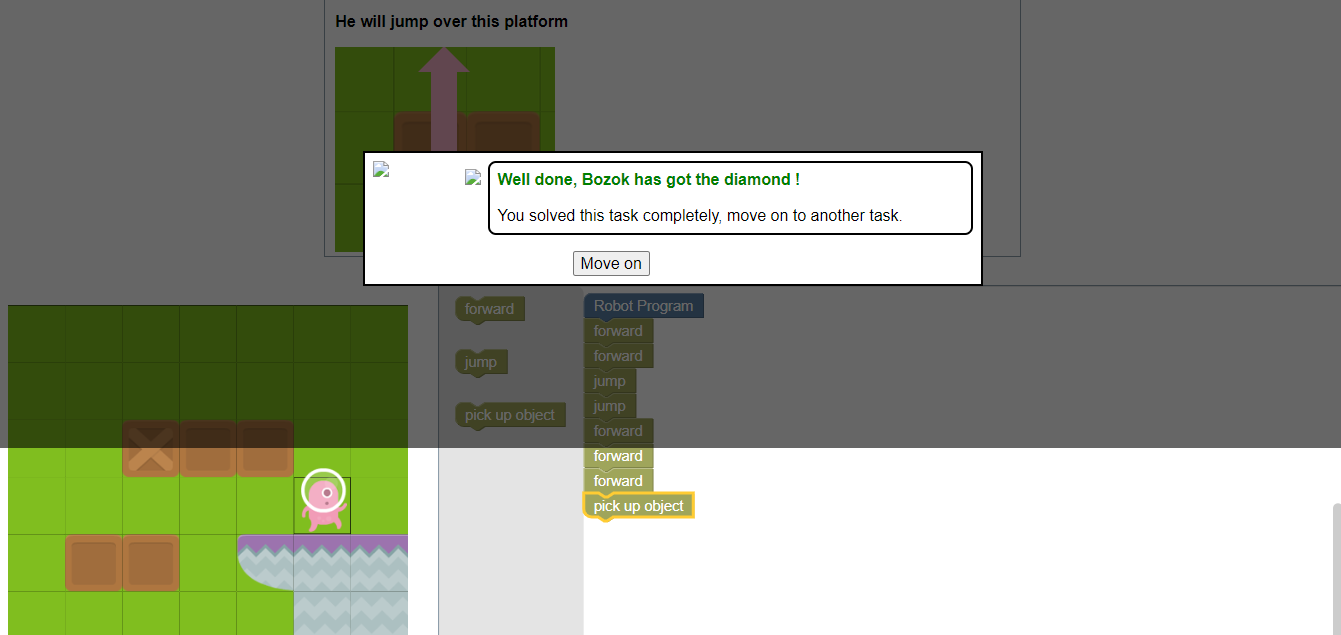 He will jump over this platform
Well done, Bozok has got the diamond !
You solved this task completely, move on to another task.
Move on
forward
jump
pick up object
Robot Program
forward
forward
jump
jump
forward
forward
forward
pick up object